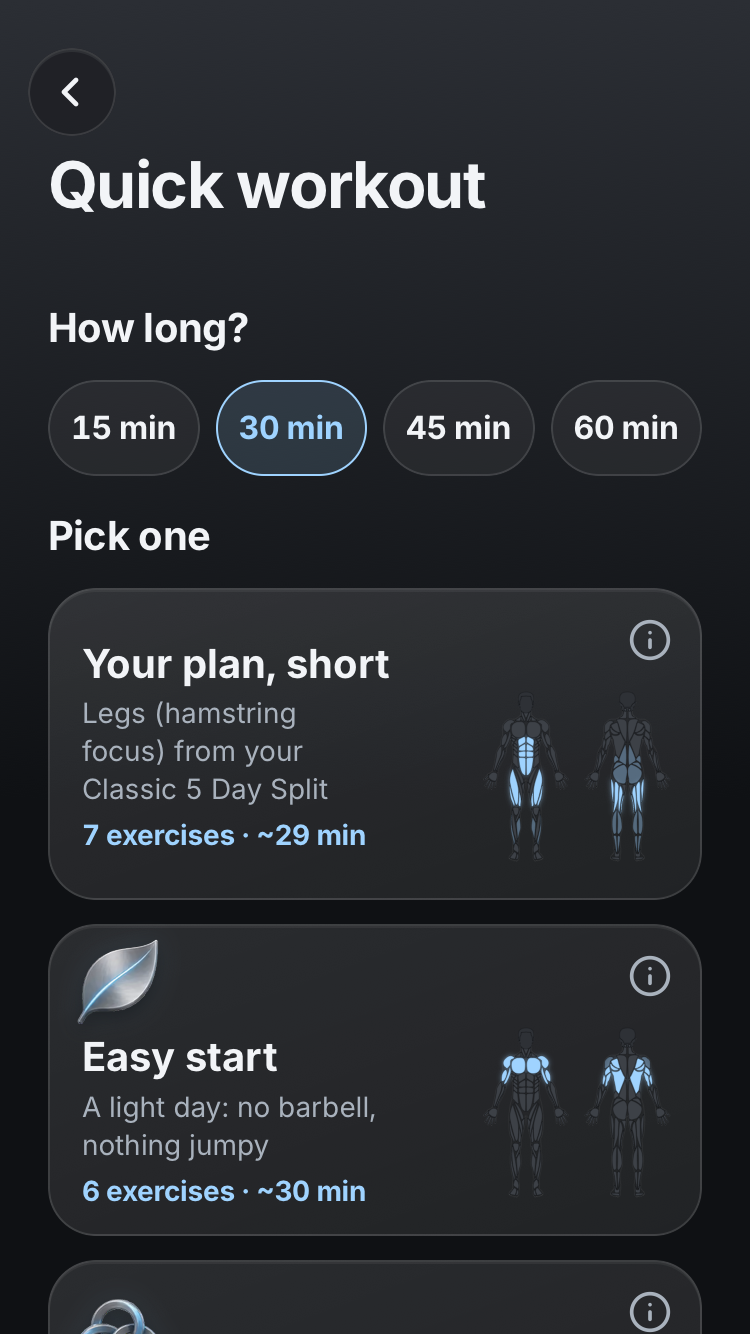 Quick workout
How long?
15 min
30 min
45 min
60 min
Pick one
Your plan, short
Legs (hamstring
focus) from your
Classic 5 Day Split
7 exercises · ~29 min
Easy start
A light day: no barbell,
nothing jumpy
6 exercises · ~30 min